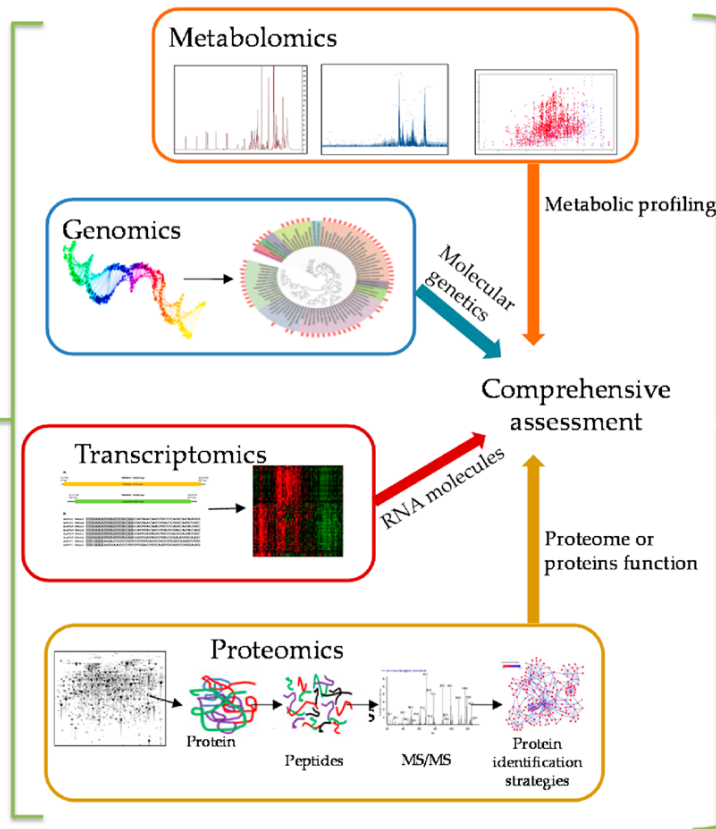 Metabolomics
Metabolic profiling
Genomics
Molecular
genetics
Comprehensive
assessment
Transcriptomics
A
B
RNA molecules
Proteome or
proteins function
Proteomics
Protein
Peptides
MS/MS
Protein
identification
strategies